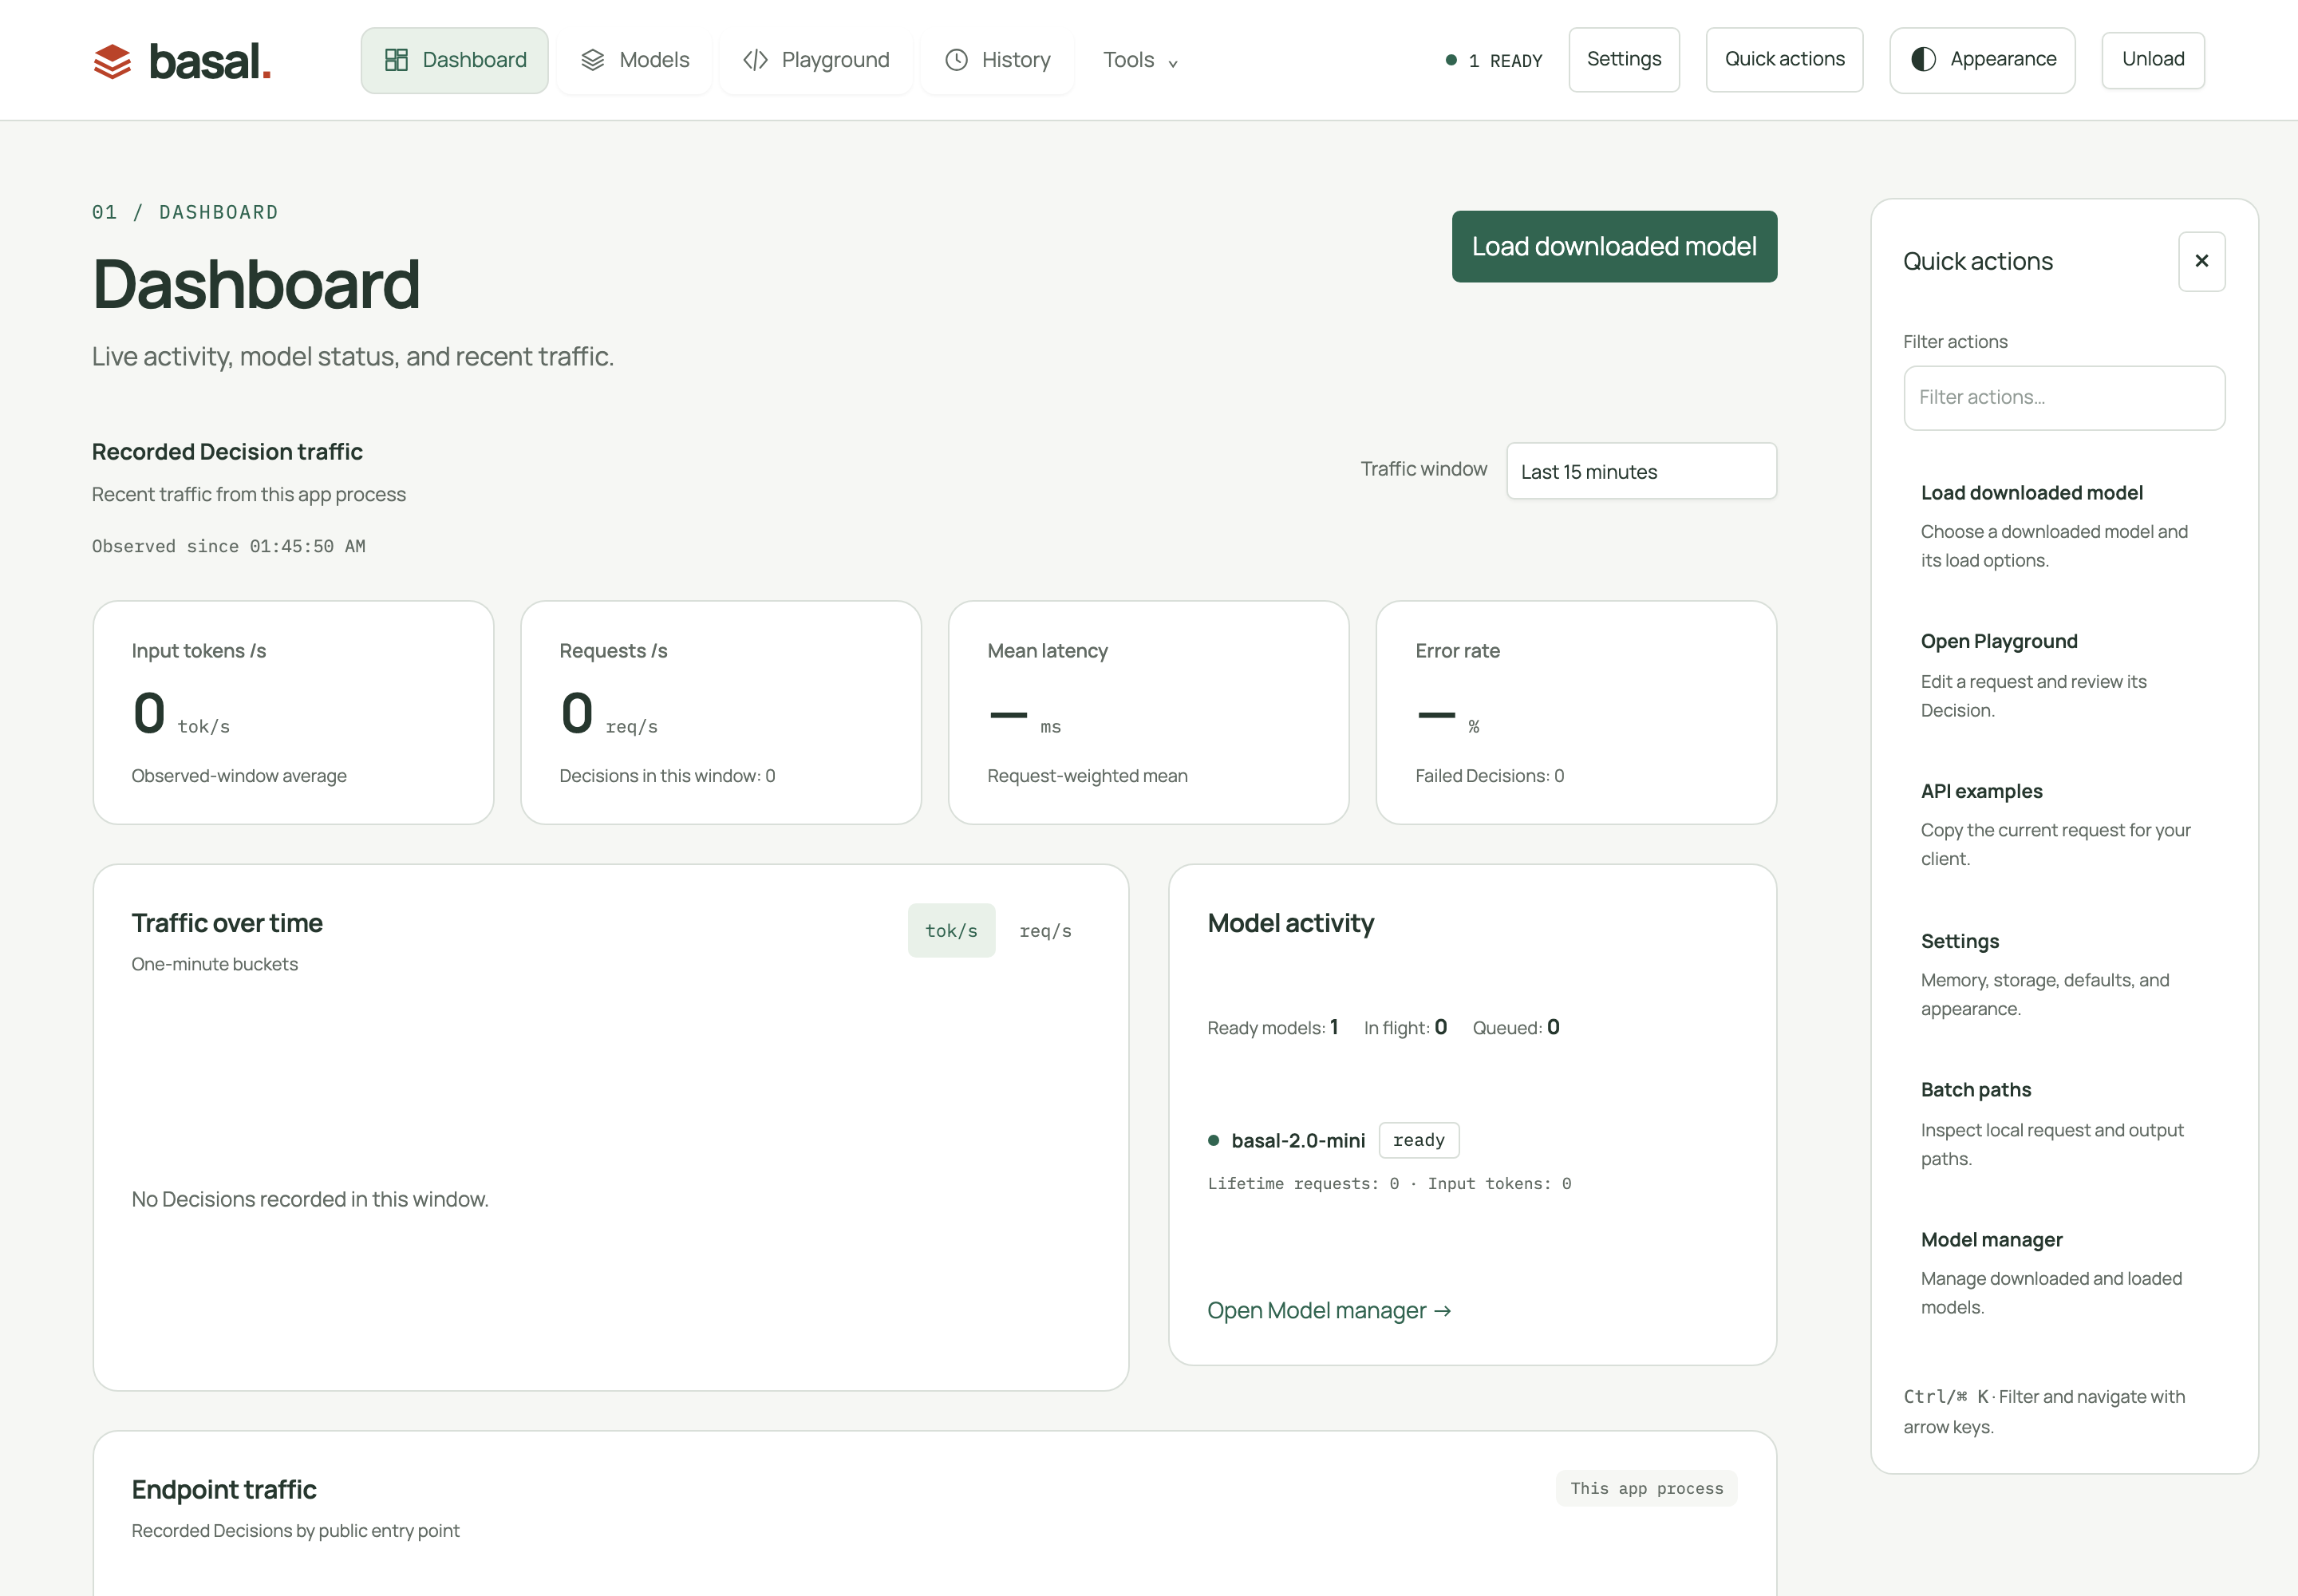 basal.
Dashboard
Models
Playground
History
Tools
1 READY
Settings
Quick actions
Appearance
Unload
01 / DASHBOARD
Dashboard
Live activity, model status, and recent traffic.
Load downloaded model
Recorded Decision traffic
Recent traffic from this app process
Observed since 01:45:50 AM
Traffic window
Last 15 minutes
Input tokens /s
0 tok/s
Observed-window average
Requests /s
0 req/s
Decisions in this window: 0
Mean latency
— ms
Request-weighted mean
Error rate
— %
Failed Decisions: 0
Traffic over time
One-minute buckets
tok/s
req/s
No Decisions recorded in this window.
Model activity
Ready models: 1 In flight: 0 Queued: 0
basal-2.0-mini ready
Lifetime requests: 0 · Input tokens: 0
Open Model manager →
Endpoint traffic
Recorded Decisions by public entry point
This app process
Quick actions
×
Filter actions
Filter actions…
Load downloaded model
Choose a downloaded model and
its load options.
Open Playground
Edit a request and review its
Decision.
API examples
Copy the current request for your
client.
Settings
Memory, storage, defaults, and
appearance.
Batch paths
Inspect local request and output
paths.
Model manager
Manage downloaded and loaded
models.
Ctrl/⌘ K · Filter and navigate with
arrow keys.